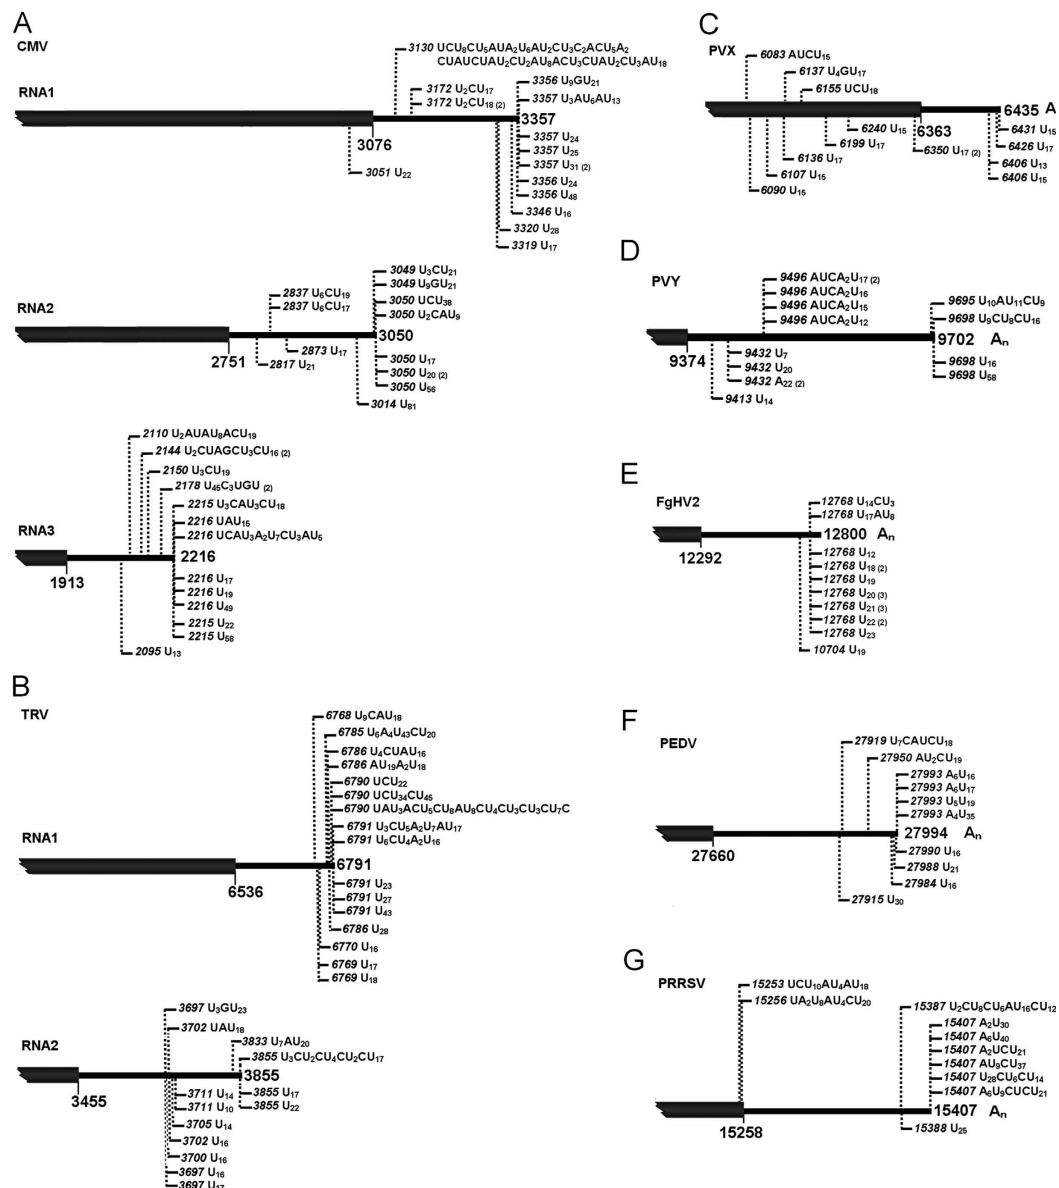 A
CMV
3130 UCU8CU5AUA2U6AU2CU3C2ACU5A2
CUAUCUAU2CU2AU8ACU3CUAU2CU3AU18
3172 U2CU17
3172 U2CU18 (2)
3356 U9GU21
3357 U3AU6AU13
RNA1
3357
3076
3357 U24
3357 U25
3357 U31 (2)
3051 U22
3356 U24
3356 U48
3346 U16
3320 U28
3319 U17
3049 U3CU21
3049 U9GU21
2837 U6CU19
2837 U6CU17
3050 UCU38
3050 U2CAU9
RNA2
3050
2751
2873 U17
2817 U21
3050 U17
3050 U20 (2)
3050 U56
3014 U81
2110 U2AUAU8ACU19
2144 U2CUAGCU3CU16 (2)
2150 U3CU19
2178 U45C3UGU (2)
2215 U3CAU3CU18
2216 UAU15
2216 UCAU3A2U7CU3AU5
RNA3
2216
1913
2216 U17
2216 U19
2216 U49
2215 U22
2215 U58
2095 U13
B
TRV
6768 U9CAU18
6785 U6A4U43CU20
6786 U4CUAU16
6786 AU19A2U18
6790 UCU22
6790 UCU34CU45
6790 UAU3ACU5CU8AU8CU4CU3CU3CU7C
6791 U3CU5A2U7AU17
6791 U6CU4A2U16
RNA1
6791
6536
6791 U23
6791 U27
6791 U43
6786 U28
6770 U16
6769 U17
6769 U18
3697 U3GU23
3702 UAU18
3833 U7AU20
3855 U3CU2CU4CU2CU17
RNA2
3855
3455
3711 U14
3711 U10
3855 U17
3855 U22
3705 U14
3702 U16
3700 U16
3697 U16
3697 U17
C
PVX
6083 AUCU15
6137 U4GU17
6155 UCU18
6435 A
6363
6240 U15
6199 U17
6136 U17
6107 U15
6090 U15
6350 U17 (2)
6431 U15
6426 U17
6406 U13
6406 U15
D
PVY
9496 AUCA2U17 (2)
9496 AUCA2U16
9496 AUCA2U15
9496 AUCA2U12
9695 U10AU11CU9
9698 U9CU8CU16
9702 An
9374
9432 U7
9432 U20
9432 A22 (2)
9413 U14
9698 U16
9698 U58
E
FgHV2
12768 U14CU3
12768 U17AU8
12800 An
12292
12768 U12
12768 U18 (2)
12768 U19
12768 U20 (3)
12768 U21 (3)
12768 U22 (2)
12768 U23
10704 U19
F
PEDV
27919 U7CAUCU18
27950 AU2CU19
27993 A6U16
27993 A6U17
27993 U5U19
27993 A4U35
27994 An
27660
27990 U16
27988 U21
27984 U16
27915 U30
G
PRRSV
15253 UCU10AU4AU18
15256 UA2U8AU4CU20
15387 U2CU8CU6AU16CU12
15407 A2U30
15407 A6U40
15407 A2UCU21
15407 AU9CU37
15407 U28CU6CU14
15407 A6U9CUCU21
15407 An
15258
15388 U25